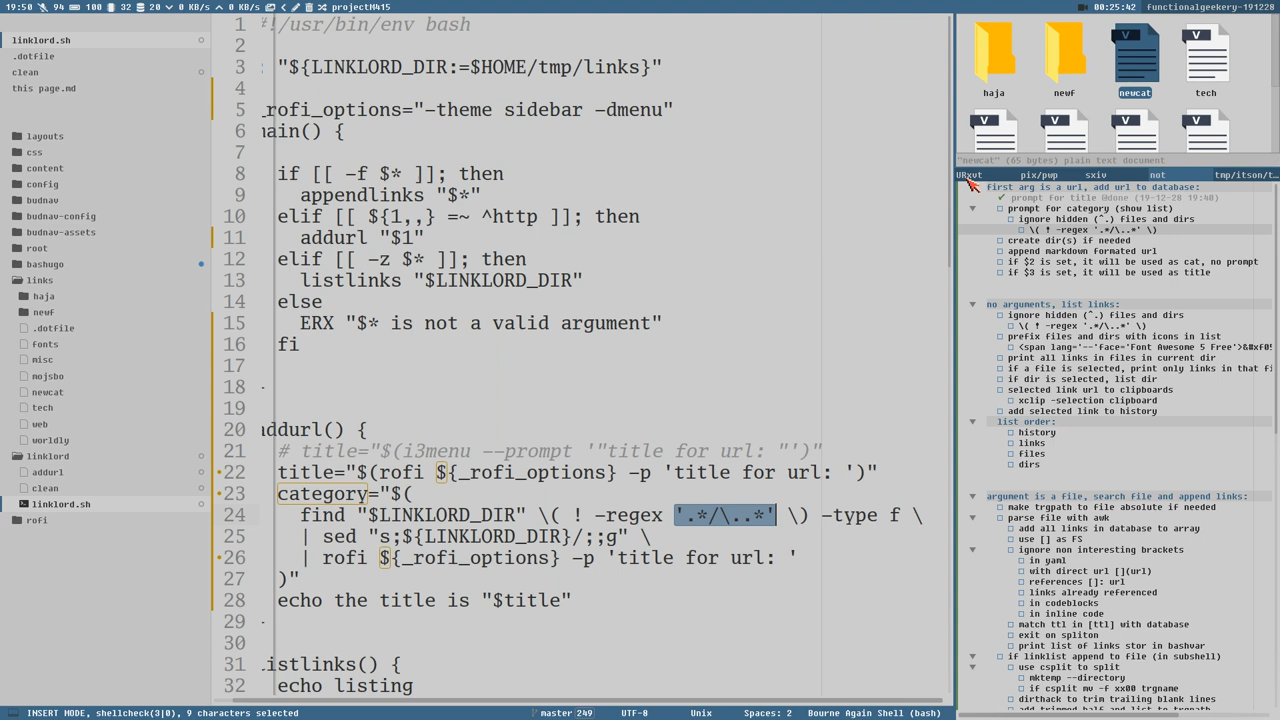 19:50 94 100 32 20 0 KB/s 0 KB/s projectM415
00:25:42 functionalgeekery-191228
linklord.sh
.dotfile
clean
this page.md
layouts
css
content
config
budnav
budnav-config
budnav-assets
root
bashugo
links
haja
newf
.dotfile
fonts
misc
mojsbo
newcat
tech
web
worldly
linklord
addurl
clean
linklord.sh
rofi
1 #!/usr/bin/env bash
2
3 : "${LINKLORD_DIR:=$HOME/tmp/links}"
4
5 _rofi_options="-theme sidebar -dmenu"
6 main() {
7
8 if [[ -f $* ]]; then
9 appendlinks "$*"
10 elif [[ ${1,,} =~ ^http ]]; then
11 addurl "$1"
12 elif [[ -z $* ]]; then
13 listlinks "$LINKLORD_DIR"
14 else
15 ERX "$* is not a valid argument"
16 fi
17
18
19
20 addurl() {
21 # title="$(i3menu --prompt '"title for url: "')"
22 title="$(rofi ${_rofi_options} -p 'title for url: ')"
23 category="$(
24 find "$LINKLORD_DIR" \( ! -regex '.*/\..*' \) -type f \
25 | sed "s;${LINKLORD_DIR}/;;g" \
26 | rofi ${_rofi_options} -p 'title for url: '
27 )"
28 echo the title is "$title"
29
30
31 listlinks() {
32 echo listing
INSERT MODE, shellcheck(3|0), 9 characters selected
master 249 UTF-8 Unix Spaces: 2 Bourne Again Shell (bash)
V V
haja newf newcat tech
V V V V
"newcat" (65 bytes) plain text document
URxvt pix/pwp sxiv not tmp/itson/t…
first arg is a url, add url to database:
✓ prompt for title @done (19-12-28 19:40)
prompt for category (show list)
ignore hidden (^.) files and dirs
\( ! -regex '.*/\..*' \)
create dir(s) if needed
append markdown formated url
if $2 is set, it will be used as cat, no prompt
if $3 is set, it will be used as title
no arguments, list links:
ignore hidden (^.) files and dirs
\( ! -regex '.*/\..*' \)
prefix files and dirs with icons in list
<span lang='--'face='Font Awesome 5 Free'>&#xf05
print all links in files in current dir
if a file is selected, print only links in that fi
if dir is selected, list dir
selected link url to clipboards
xclip -selection clipboard
add selected link to history
list order:
history
links
files
dirs
argument is a file, search file and append links:
make trgpath to file absolute if needed
parse file with awk
add all links in database to array
use [] as FS
ignore non interesting brackets
in yaml
with direct url [](url)
references []: url
links already referenced
in codeblocks
in inline code
match ttl in [ttl] with database
exit on spliton
print list of links stor in bashvar
if linklist append to file (in subshell)
use csplit to split
mktemp --directory
if csplit mv -f xx00 trgname
dirthack to trim trailing blank lines
add trimmed half and list to trgpath